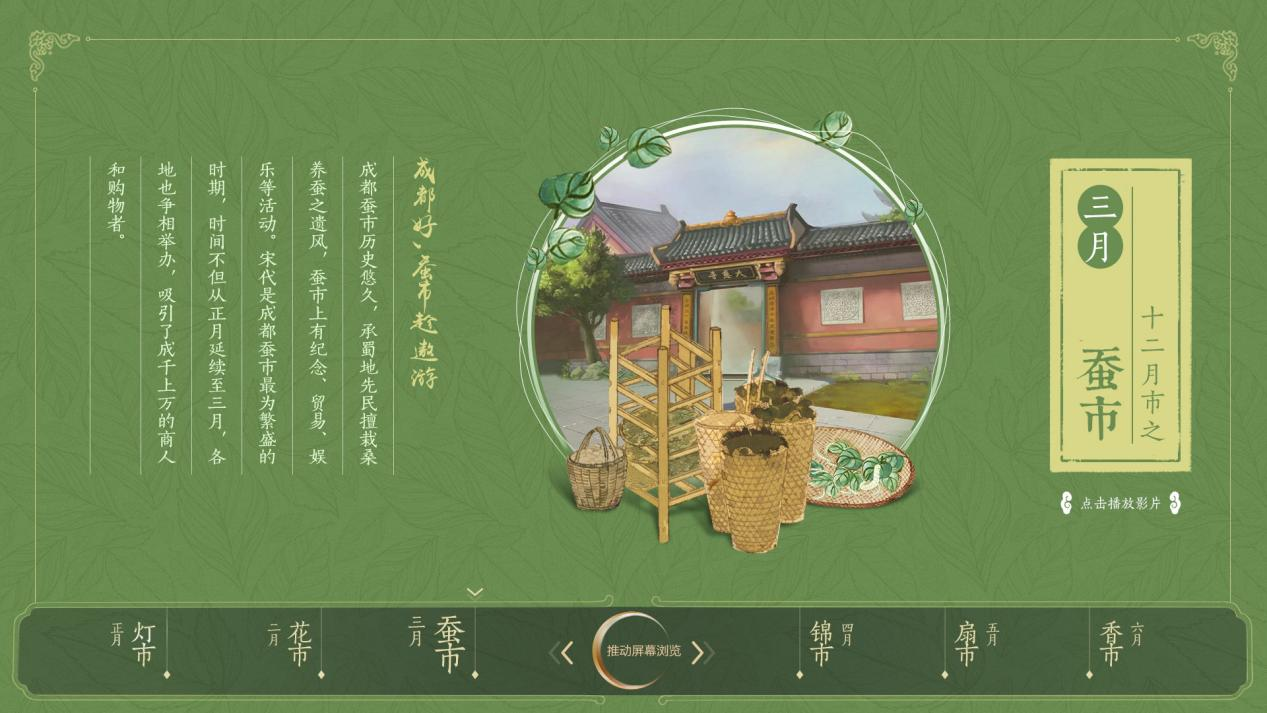 三月
十二月市之
蚕市
点击播放影片
成都好、蚕市趁遨游
成都蚕市历史悠久，承蜀地先民擅栽桑
养蚕之遗风，蚕市上有纪念、贸易、娱
乐等活动。宋代是成都蚕市最为繁盛的
时期，时间不但从正月延续至三月，各
地也争相举办，吸引了成千上万的商人
和购物者。
大慈寺
正月
灯市
二月
花市
三月
蚕市
推动屏幕浏览
四月
锦市
五月
扇市
六月
香市